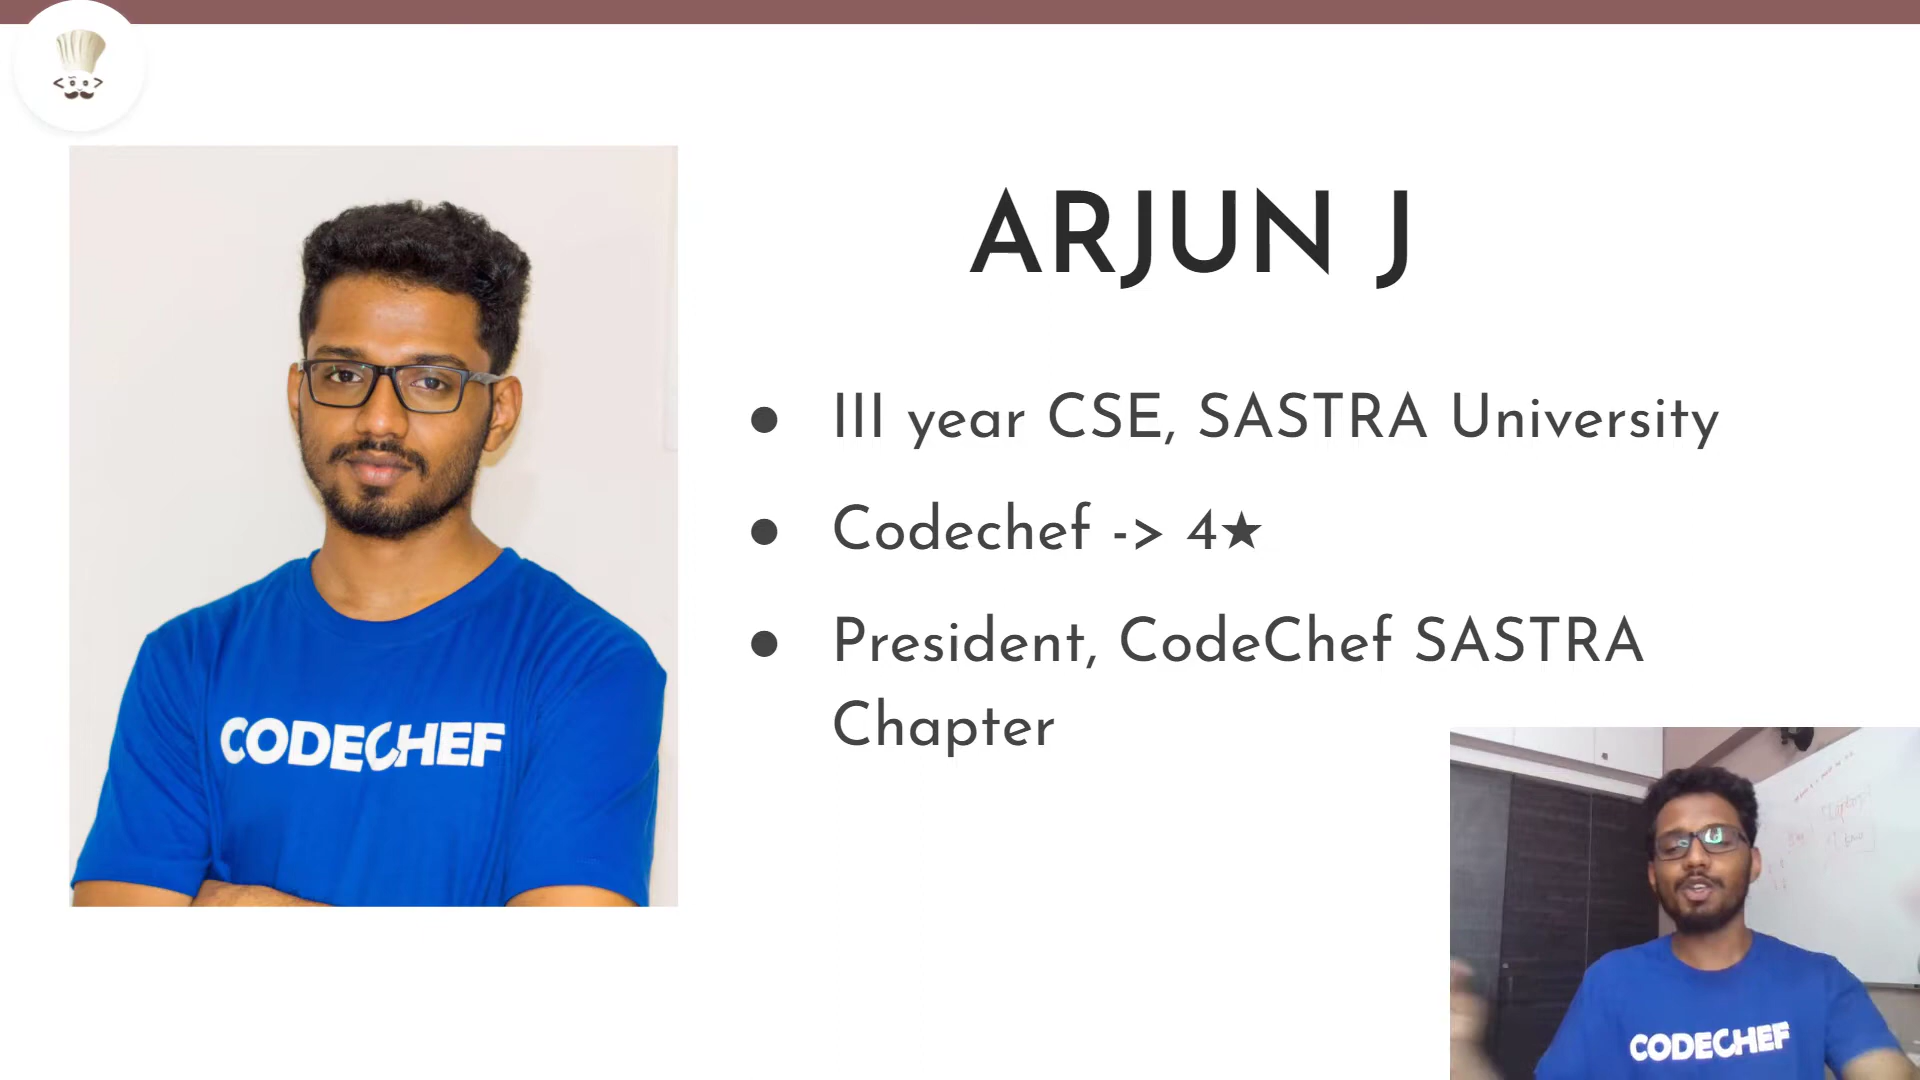 ARJUN J
● III year CSE, SASTRA University
● Codechef -> 4★
● President, CodeChef SASTRA
Chapter
CODECHEF
CODECHEF